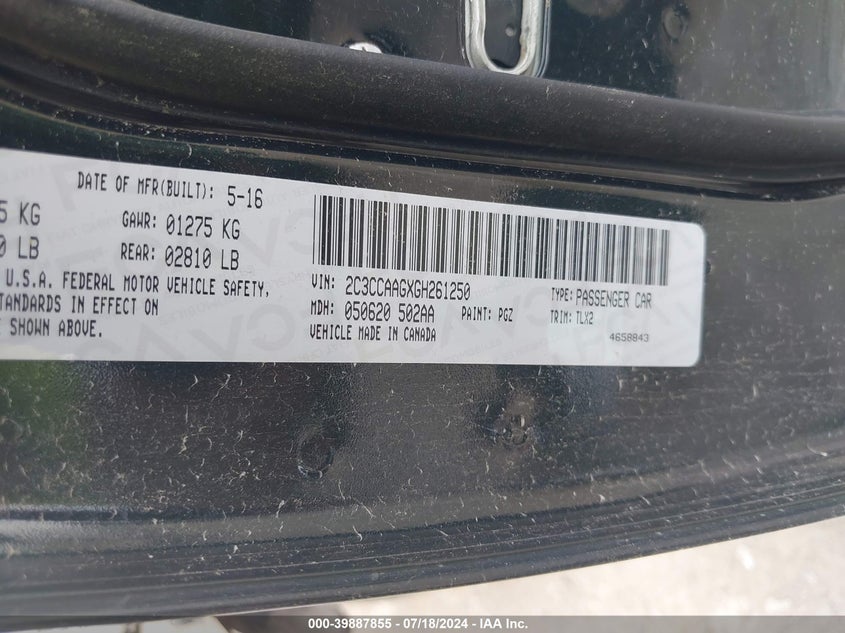 DATE OF MFR(BUILT): 5-16
5 KG GAWR: 01275 KG
0 LB REAR: 02810 LB
U.S.A. FEDERAL MOTOR VEHICLE SAFETY,
STANDARDS IN EFFECT ON
SHOWN ABOVE.
VIN: 2C3CCAAGXGH261250
MDH: 050620 502AA PAINT: PGZ
VEHICLE MADE IN CANADA
TYPE: PASSENGER CAR
TRIM: TLX2
4658843
000-39887855 - 07/18/2024 - IAA Inc.